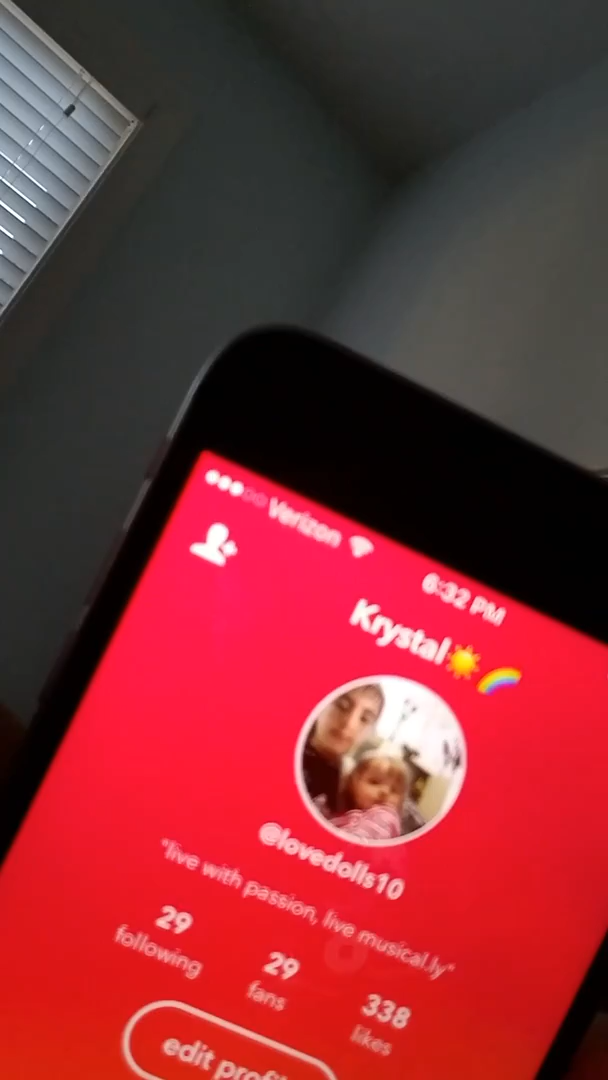 Verizon
6:32 PM
Krystal☀️🌈
@lovedolls10
"live with passion, live musical.ly"
29 29 338
following fans likes
edit profi